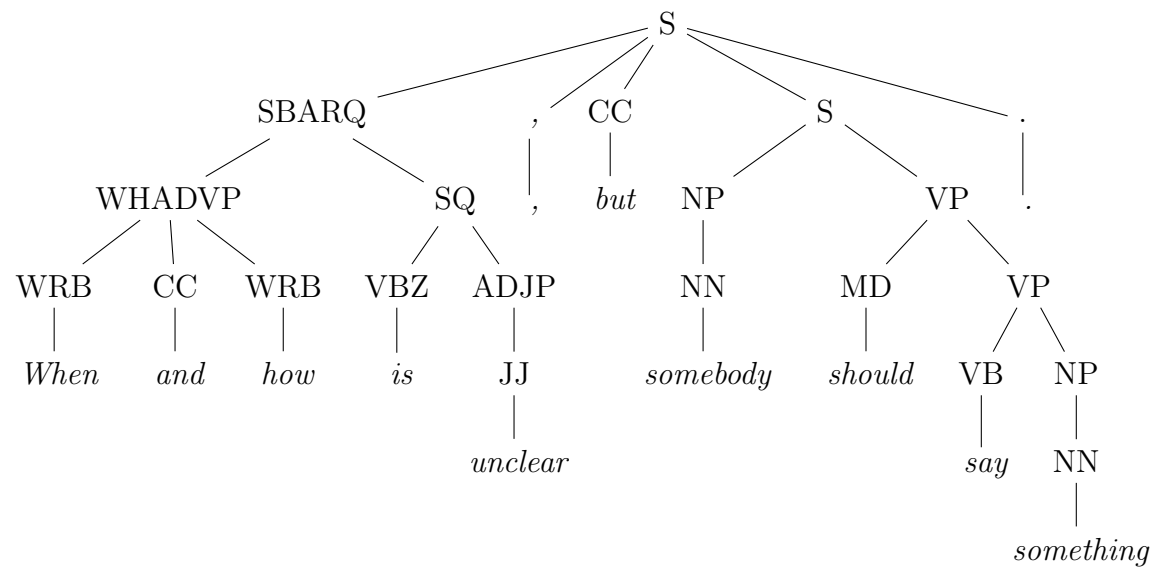 S
SBARQ , CC S .
WHADVP SQ , but NP VP .
WRB CC WRB VBZ ADJP NN MD VP
When and how is JJ somebody should VB NP
unclear say NN
something